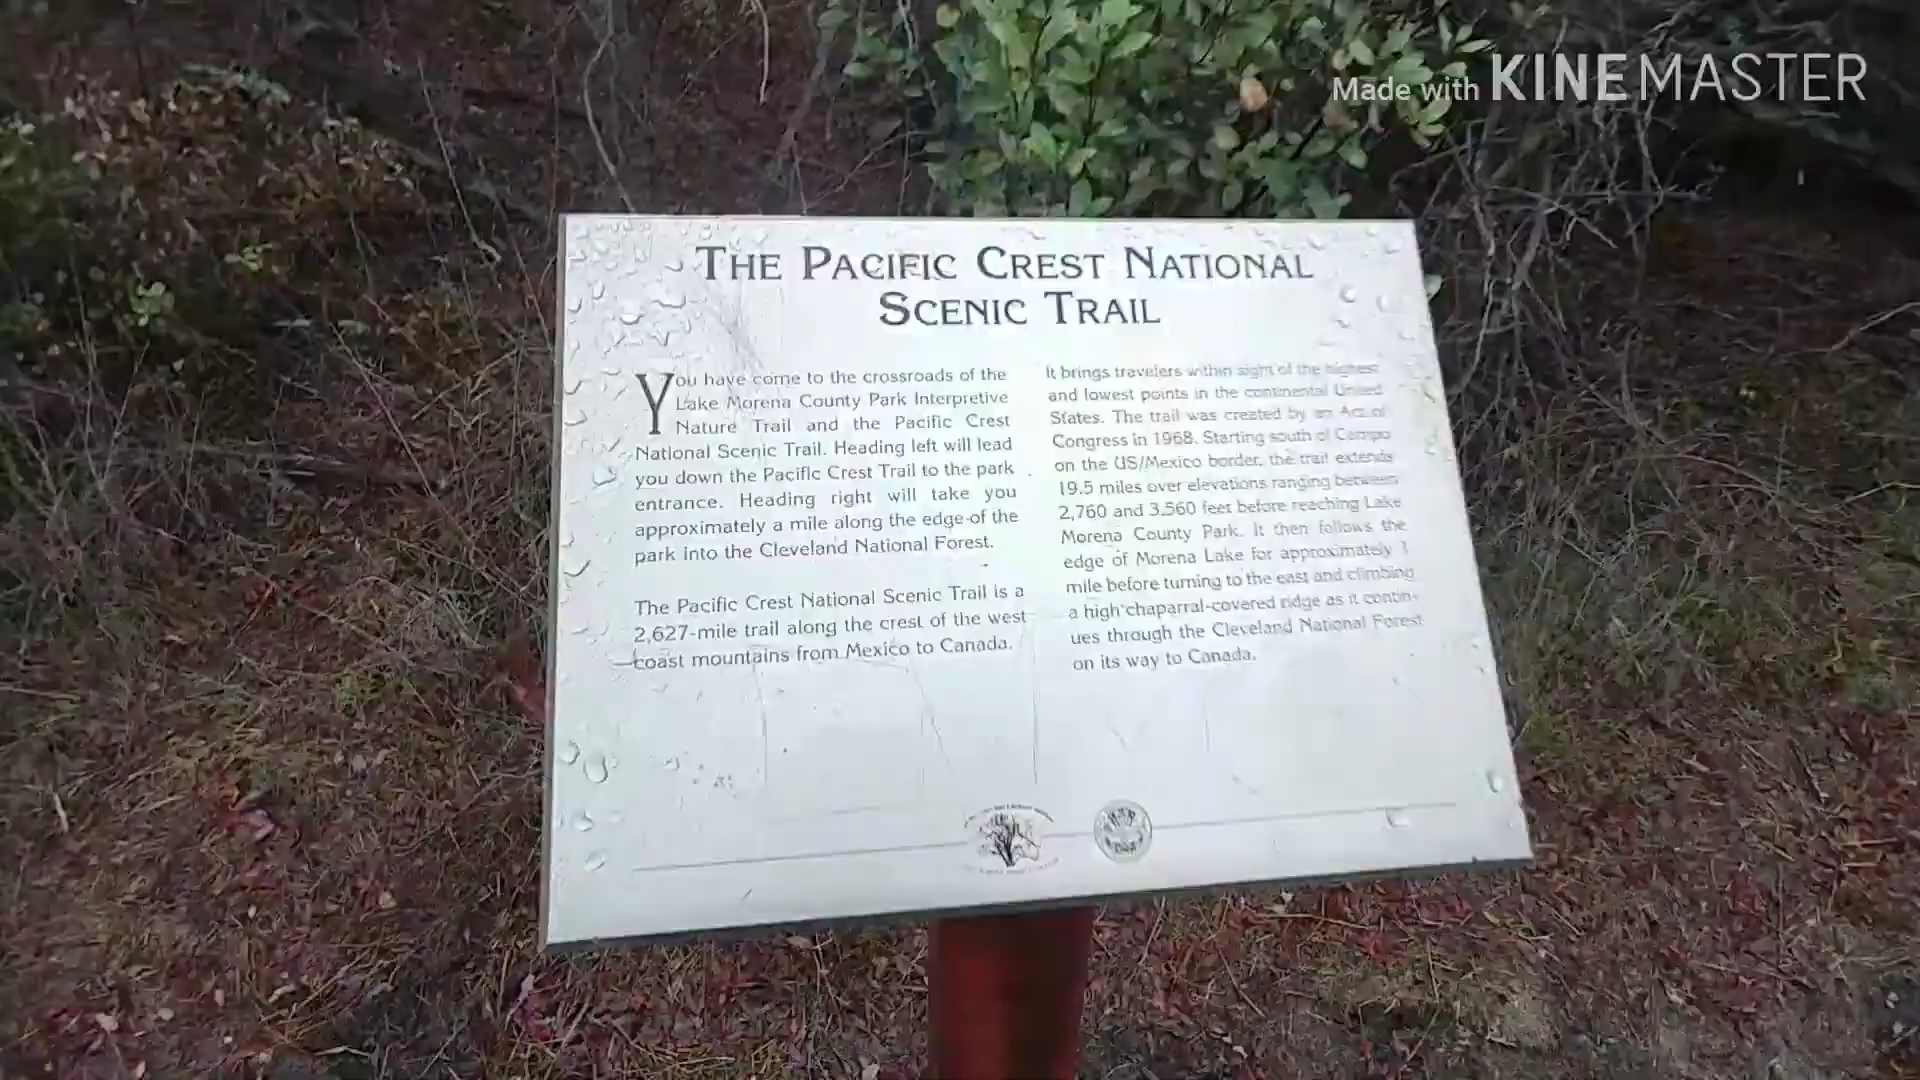 Made with KINEMASTER
THE PACIFIC CREST NATIONAL
SCENIC TRAIL
You have come to the crossroads of the
Lake Morena County Park Interpretive
Nature Trail and the Pacific Crest
National Scenic Trail. Heading left will lead
you down the Pacific Crest Trail to the park
entrance. Heading right will take you
approximately a mile along the edge of the
park into the Cleveland National Forest.
The Pacific Crest National Scenic Trail is a
2,627-mile trail along the crest of the west
coast mountains from Mexico to Canada.
It brings travelers within sight of the highest
and lowest points in the continental United
States. The trail was created by an Act of
Congress in 1968. Starting south of Campo
on the US/Mexico border, the trail extends
19.5 miles over elevations ranging between
2,760 and 3,560 feet before reaching Lake
Morena County Park. It then follows the
edge of Morena Lake for approximately 1
mile before turning to the east and climbing
a high chaparral-covered ridge as it contin-
ues through the Cleveland National Forest
on its way to Canada.